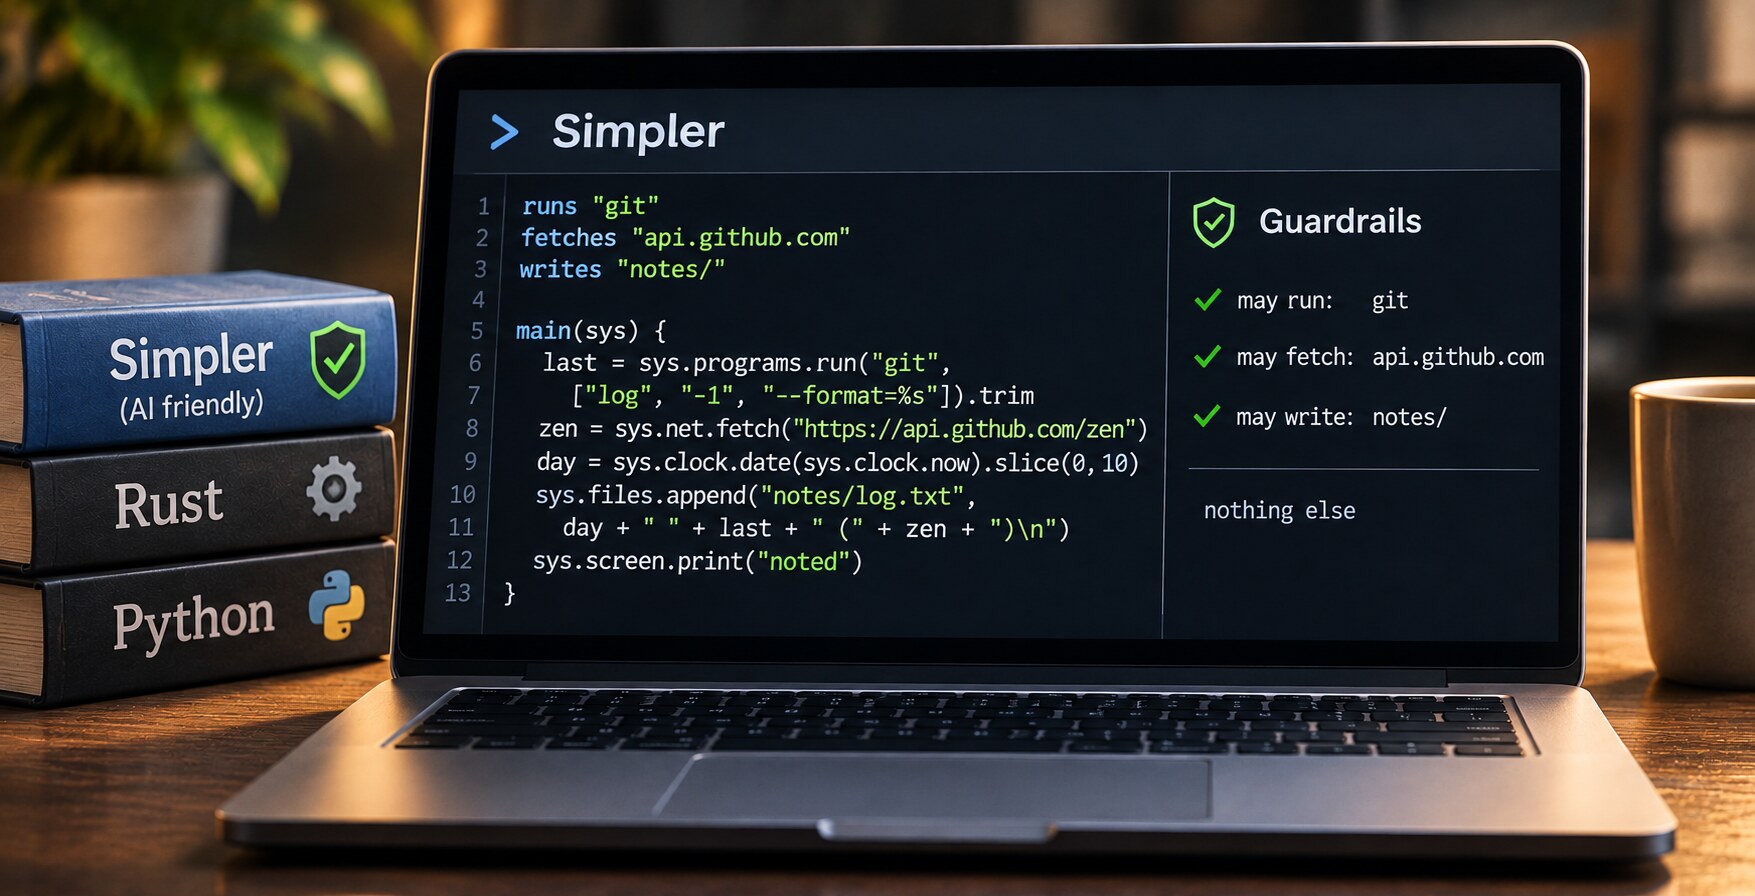 Simpler
(AI friendly)
Rust
Python
> Simpler
1 runs "git"
2 fetches "api.github.com"
3 writes "notes/"
4
5 main(sys) {
6 last = sys.programs.run("git",
7 ["log", "-1", "--format=%s"]).trim
8 zen = sys.net.fetch("https://api.github.com/zen")
9 day = sys.clock.date(sys.clock.now).slice(0,10)
10 sys.files.append("notes/log.txt",
11 day + " " + last + " (" + zen + ")\n")
12 sys.screen.print("noted")
13 }
Guardrails
may run: git
may fetch: api.github.com
may write: notes/
nothing else